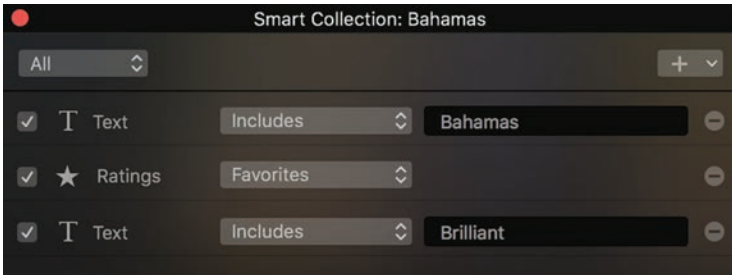 Smart Collection: Bahamas
All
T Text Includes Bahamas
Ratings Favorites
T Text Includes Brilliant